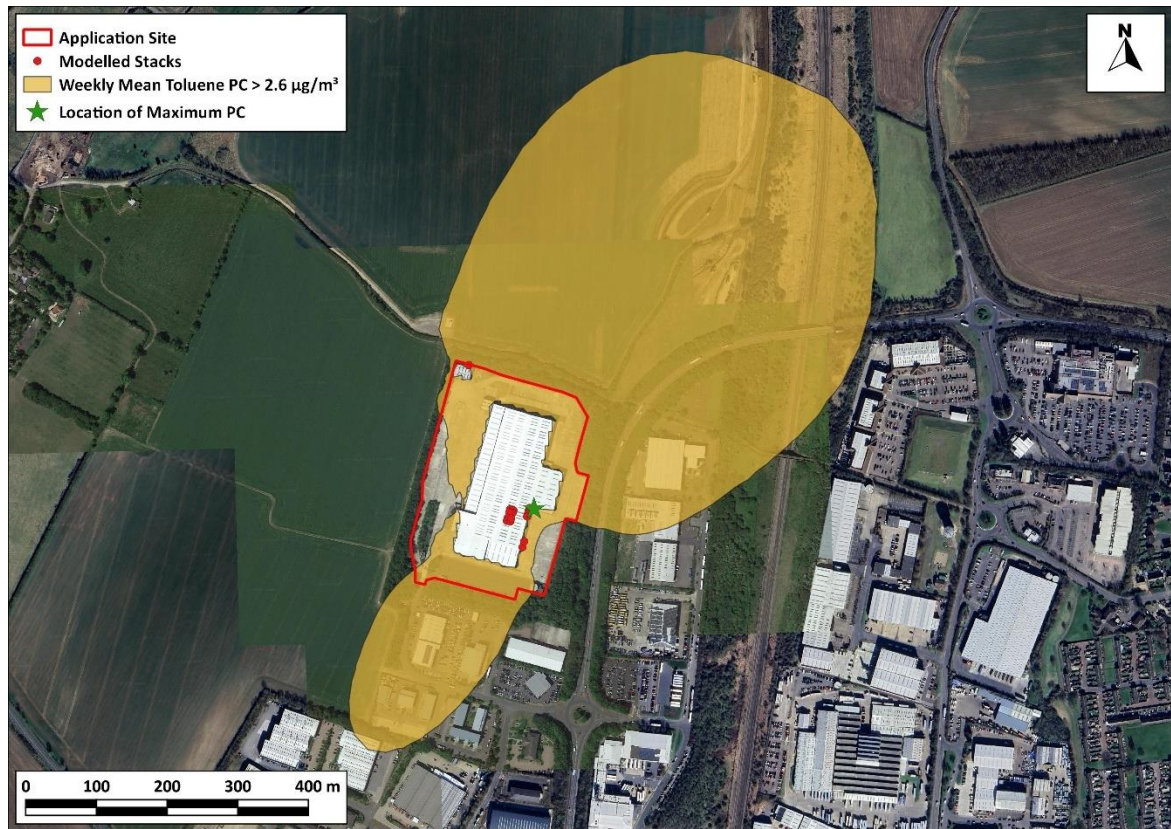 Application Site
Modelled Stacks
Weekly Mean Toluene PC > 2.6 µg/m³
Location of Maximum PC
N
0 100 200 300 400 m